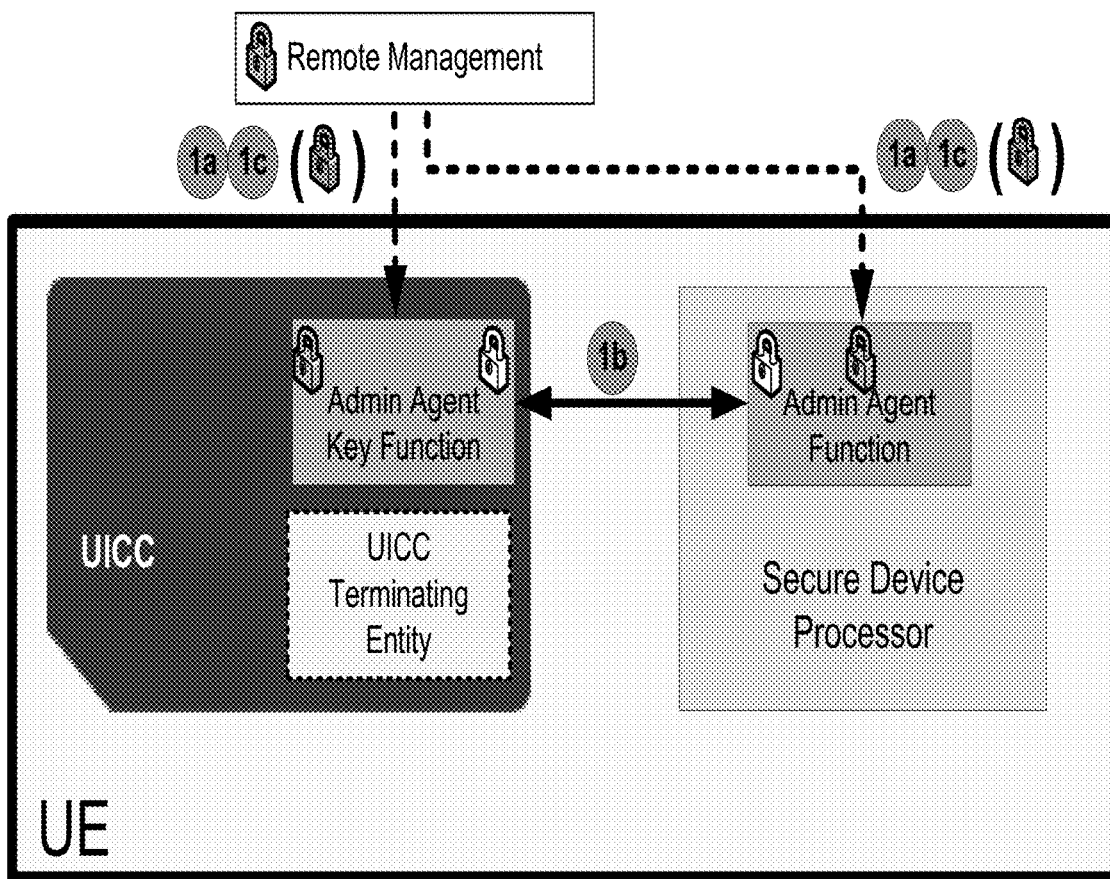 Remote Management
1a 1c ( )
1a 1c ( )
Admin Agent
Key Function
1b
Admin Agent
Function
UICC
UICC
Terminating
Entity
Secure Device
Processor
UE